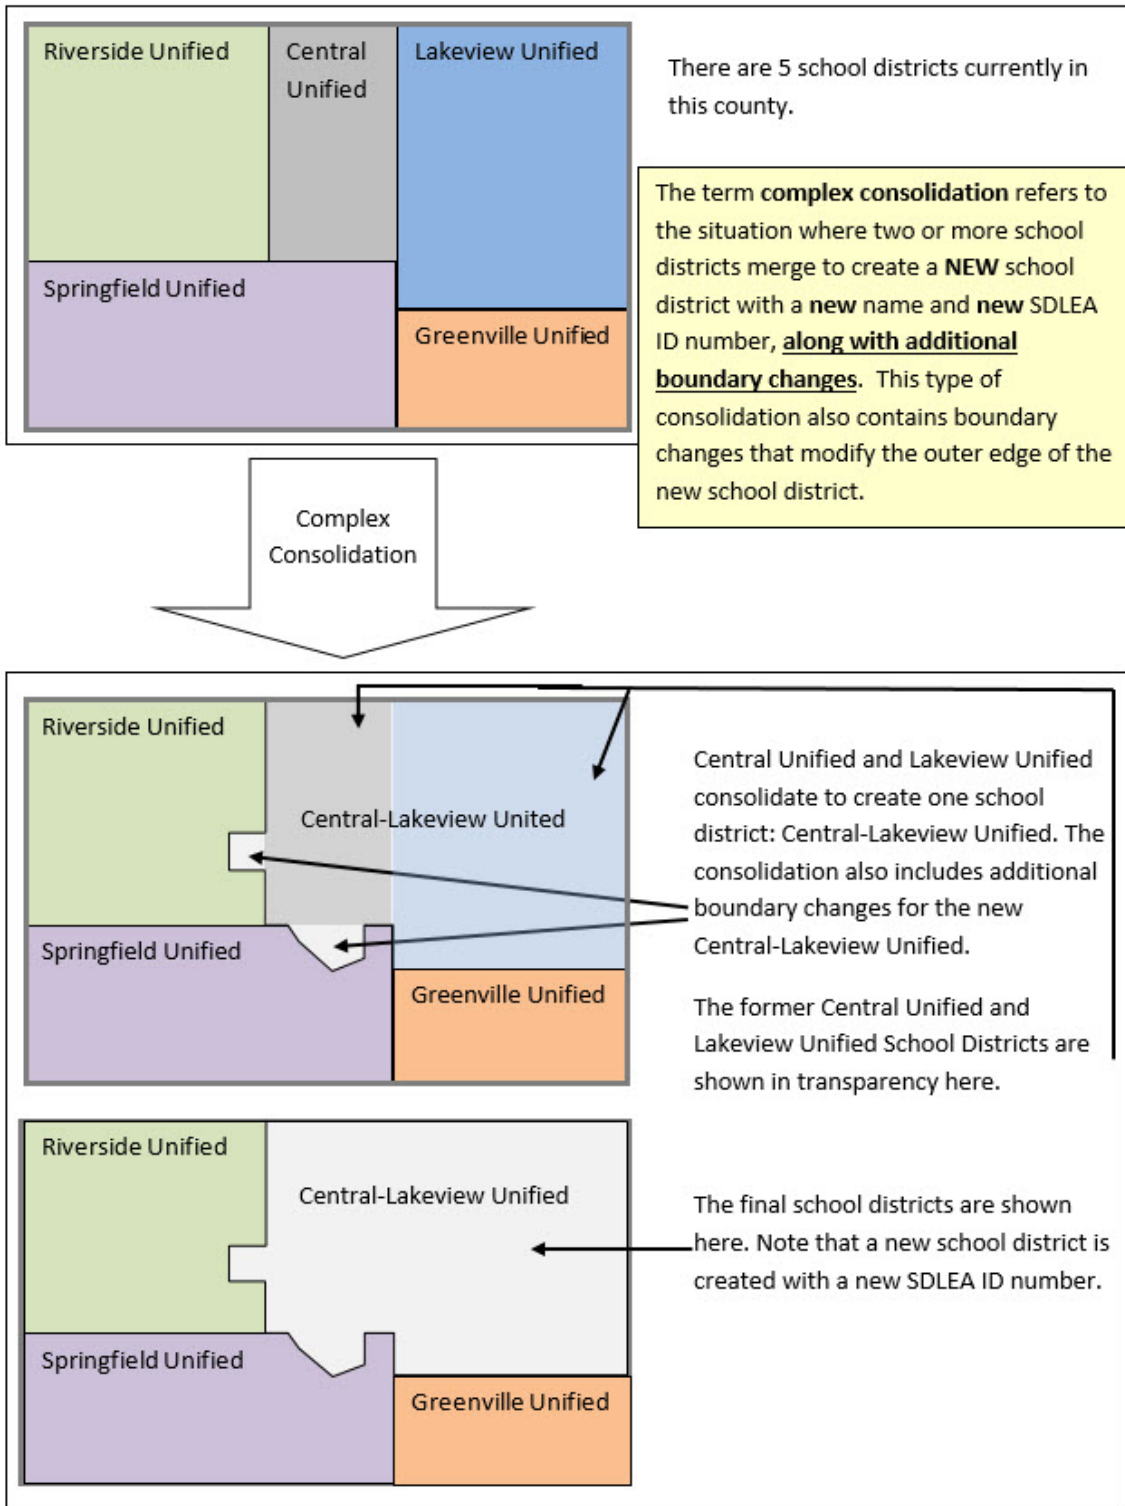 Riverside Unified
Central
Unified
Lakeview Unified
Springfield Unified
Greenville Unified
There are 5 school districts currently in
this county.
The term complex consolidation refers to
the situation where two or more school
districts merge to create a NEW school
district with a new name and new SDLEA
ID number, along with additional
boundary changes. This type of
consolidation also contains boundary
changes that modify the outer edge of the
new school district.
Complex
Consolidation
Riverside Unified
Central-Lakeview United
Springfield Unified
Greenville Unified
Central Unified and Lakeview Unified
consolidate to create one school
district: Central-Lakeview Unified. The
consolidation also includes additional
boundary changes for the new
Central-Lakeview Unified.
The former Central Unified and
Lakeview Unified School Districts are
shown in transparency here.
Riverside Unified
Central-Lakeview Unified
Springfield Unified
Greenville Unified
The final school districts are shown
here. Note that a new school district is
created with a new SDLEA ID number.